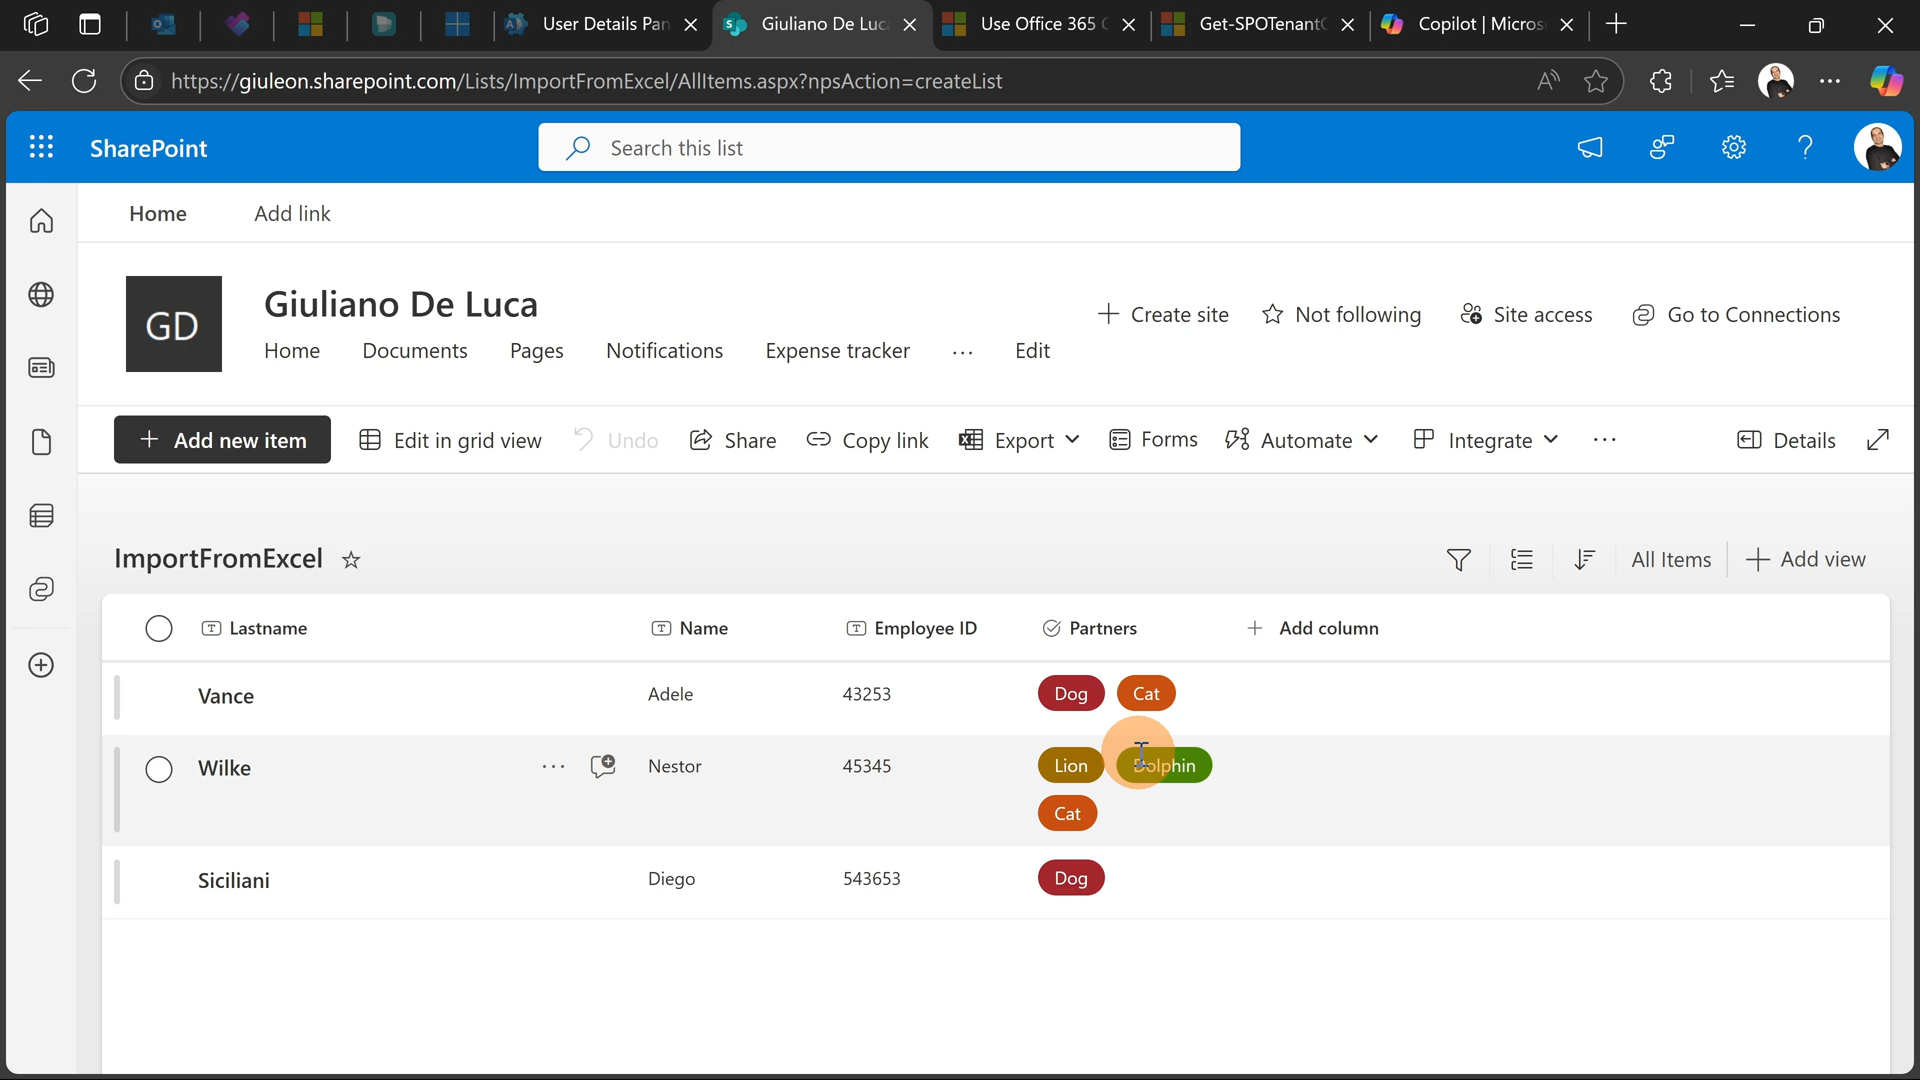 User Details Pan
Giuliano De Luca
Use Office 365 C
Get-SPOTenantC
Copilot | Micros
https://giuleon.sharepoint.com/Lists/ImportFromExcel/AllItems.aspx?npsAction=createList
SharePoint
Search this list
Home Add link
GD
Giuliano De Luca
Create site Not following Site access Go to Connections
Home Documents Pages Notifications Expense tracker ... Edit
Add new item Edit in grid view Undo Share Copy link Export Forms Automate Integrate ... Details
ImportFromExcel
All Items Add view
Lastname Name Employee ID Partners Add column
Vance Adele 43253 Dog Cat
Wilke ... Nestor 45345 Lion Dolphin
Cat
Siciliani Diego 543653 Dog